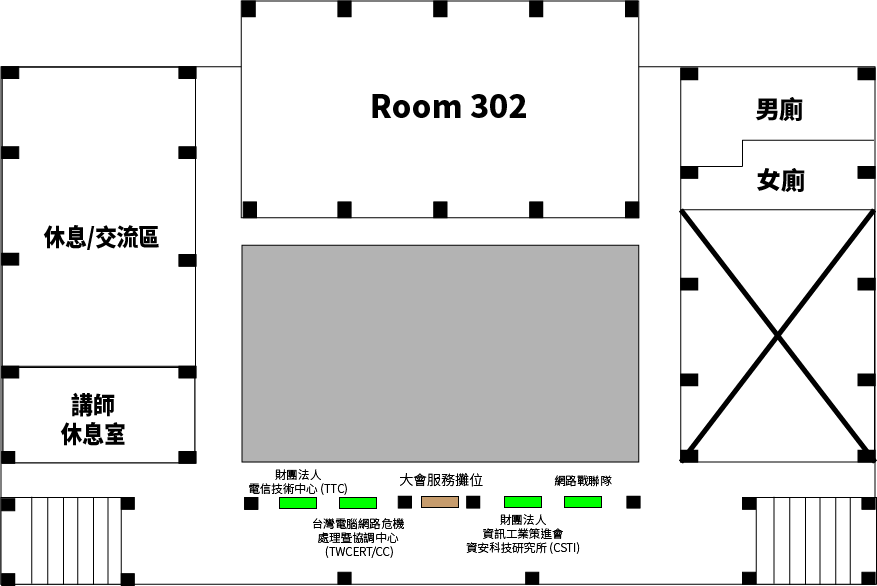 Room 302
男廁
女廁
休息/交流區
講師
休息室
財團法人
電信技術中心 (TTC)
台灣電腦網路危機
處理暨協調中心
(TWCERT/CC)
大會服務攤位
財團法人
資訊工業策進會
資安科技研究所 (CSTI)
網路戰聯隊